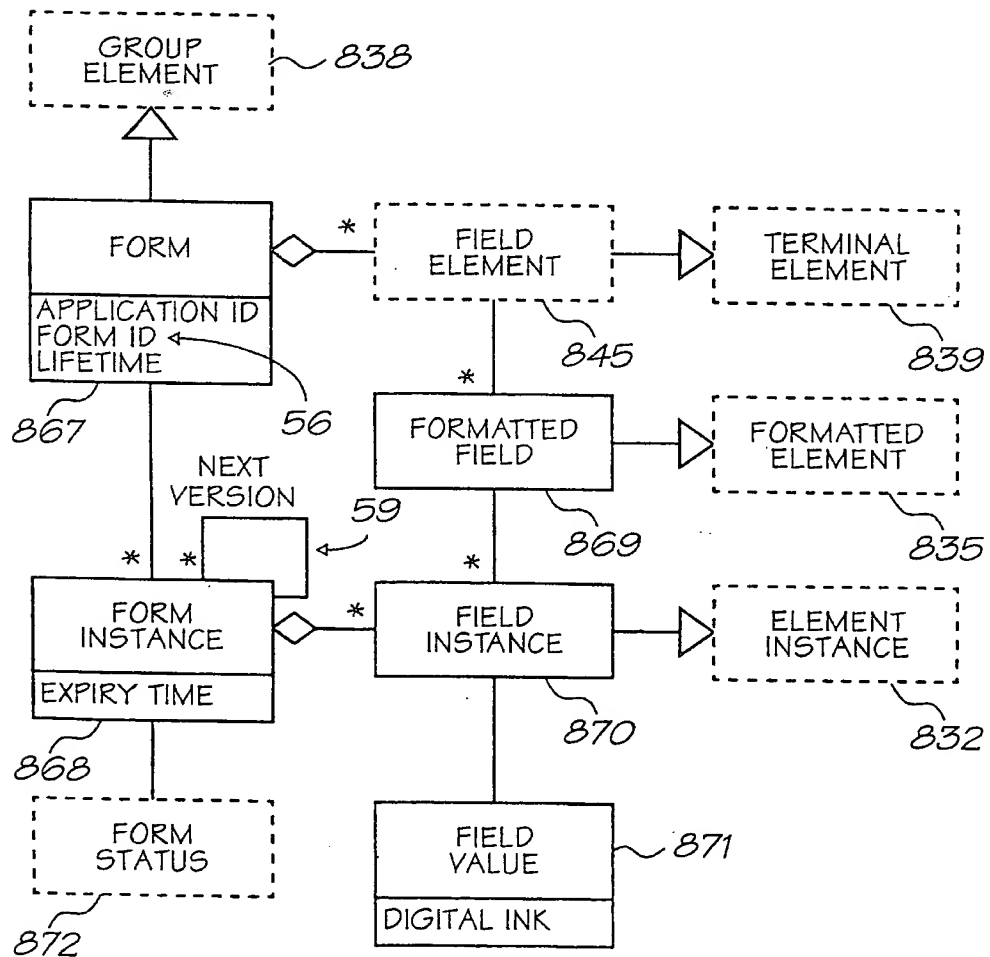 GROUP
ELEMENT
838
FORM
*
FIELD
ELEMENT
TERMINAL
ELEMENT
APPLICATION ID
FORM ID
LIFETIME
845
839
867
56
*
FORMATTED
FIELD
FORMATTED
ELEMENT
NEXT
VERSION
59
869
835
*
*
*
FORM
INSTANCE
*
FIELD
INSTANCE
ELEMENT
INSTANCE
EXPIRY TIME
870
832
868
FORM
STATUS
FIELD
VALUE
871
DIGITAL INK
872